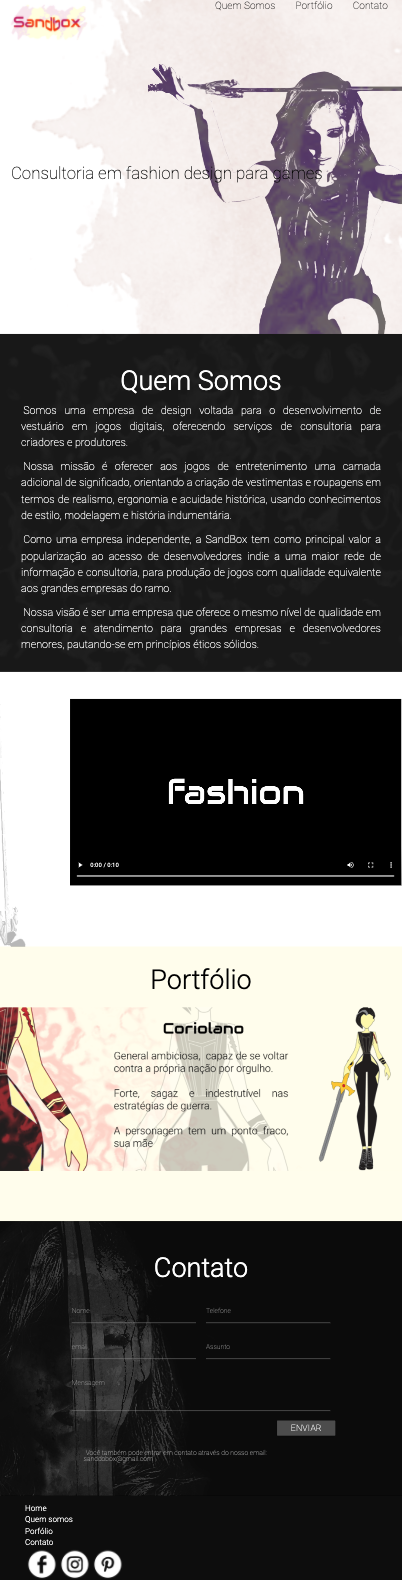 Sandbox
Quem Somos Portfólio Contato
Consultoria em fashion design para games
Quem Somos
Somos uma empresa de design voltada para o desenvolvimento de
vestuário em jogos digitais, oferecendo serviços de consultoria para
criadores e produtores.
Nossa missão é oferecer aos jogos de entretenimento uma camada
adicional de significado, orientando a criação de vestimentas e roupagens em
termos de realismo, ergonomia e acuidade histórica, usando conhecimentos
de estilo, modelagem e história indumentária.
Como uma empresa independente, a SandBox tem como principal valor a
popularização ao acesso de desenvolvedores indie a uma maior rede de
informação e consultoria, para produção de jogos com qualidade equivalente
aos grandes empresas do ramo.
Nossa visão é ser uma empresa que oferece o mesmo nível de qualidade em
consultoria e atendimento para grandes empresas e desenvolvedores
menores, pautando-se em princípios éticos sólidos.
fashion
0:00 / 0:10
Portfólio
Coriolano
General ambiciosa, capaz de se voltar
contra a própria nação por orgulho.
Forte, sagaz e indestrutível nas
estratégias de guerra.
A personagem tem um ponto fraco,
sua mãe
Contato
Nome Telefone
email Assunto
Mensagem
ENVIAR
Você também pode entrar em contato através do nosso email:
sanddobox@gmail.com
Home
Quem somos
Porfólio
Contato